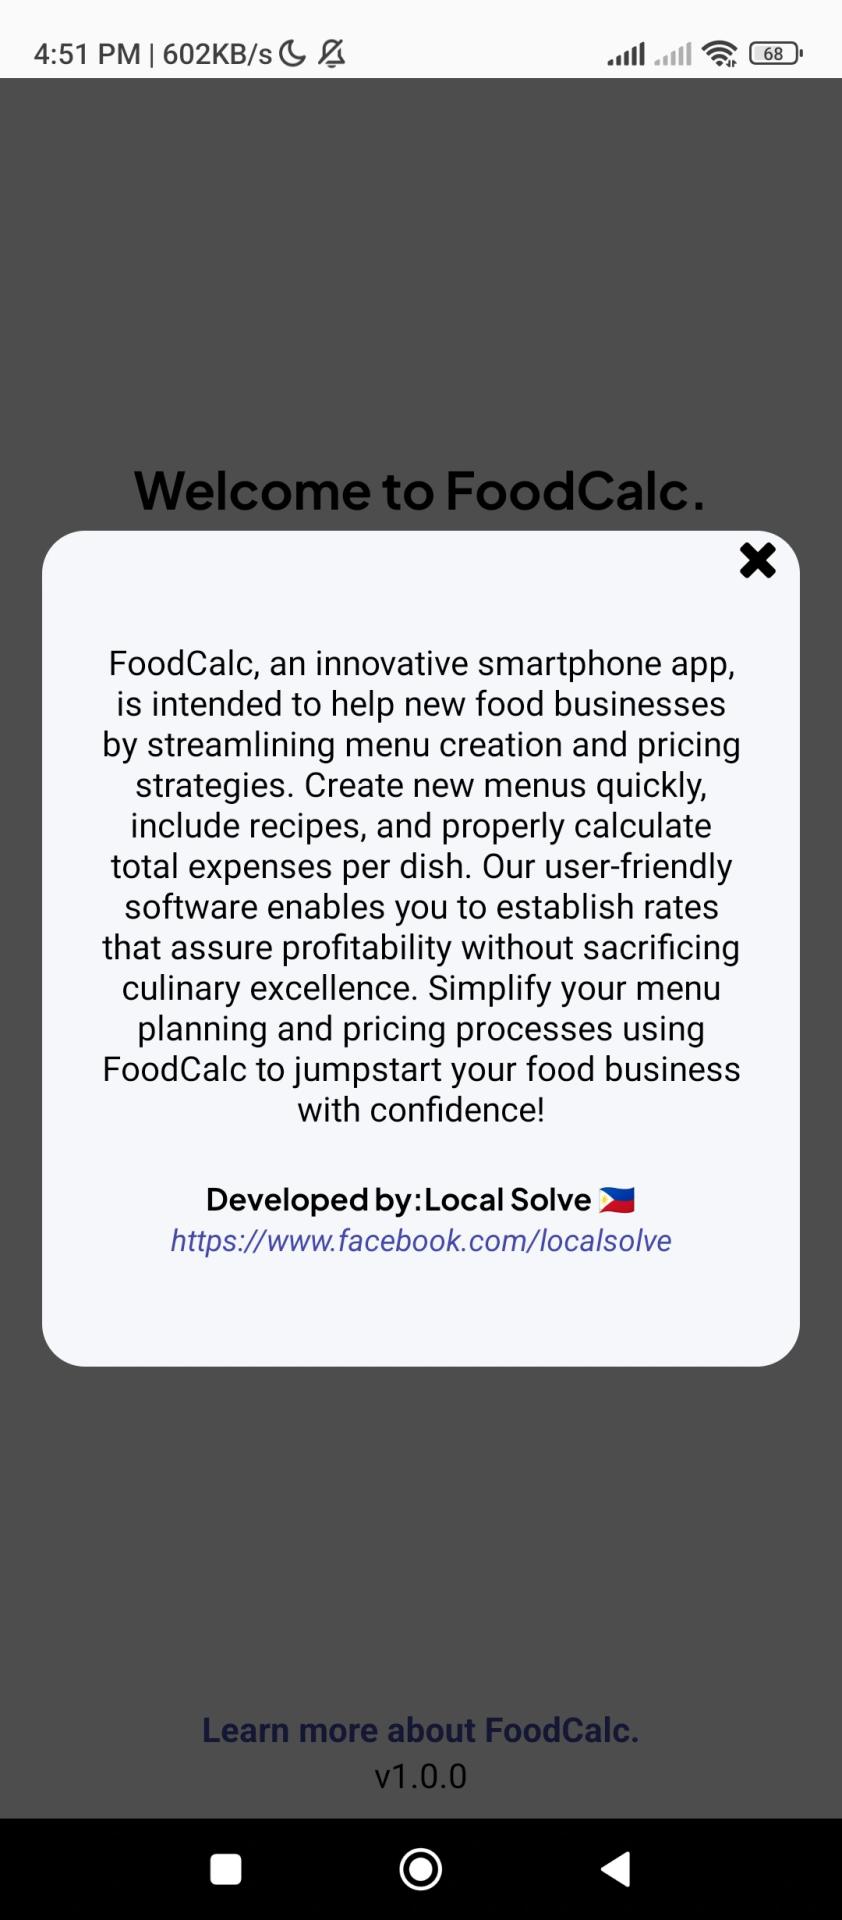 4:51 PM | 602KB/s
68
Welcome to FoodCalc.
FoodCalc, an innovative smartphone app,
is intended to help new food businesses
by streamlining menu creation and pricing
strategies. Create new menus quickly,
include recipes, and properly calculate
total expenses per dish. Our user-friendly
software enables you to establish rates
that assure profitability without sacrificing
culinary excellence. Simplify your menu
planning and pricing processes using
FoodCalc to jumpstart your food business
with confidence!
Developed by:Local Solve 🇵🇭
https://www.facebook.com/localsolve
Learn more about FoodCalc.
v1.0.0